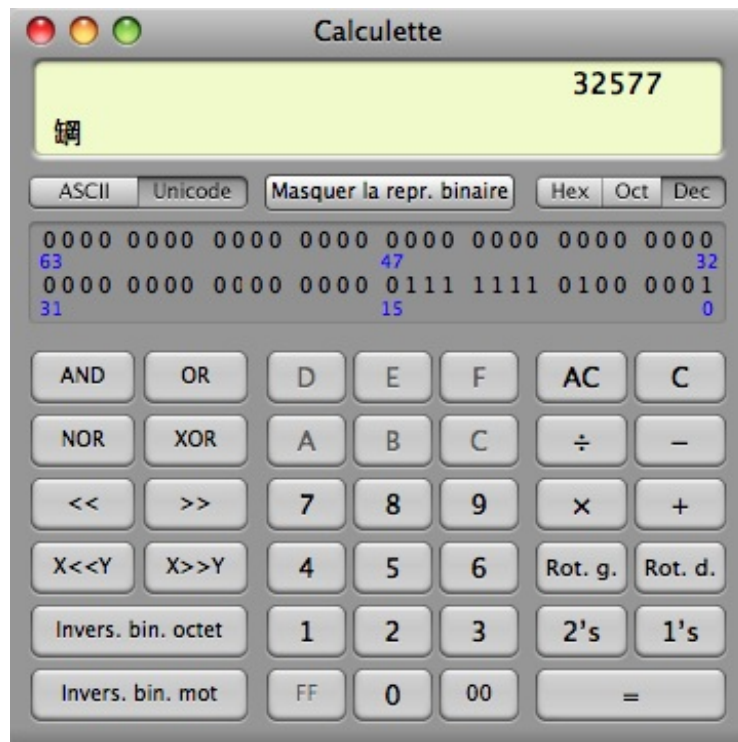 Calculette
32577
罁
ASCII Unicode Masquer la repr. binaire Hex Oct Dec
0000 0000 0000 0000 0000 0000 0000 0000
63 47 32
0000 0000 0000 0000 0111 1111 0100 0001
31 15 0
AND OR D E F AC C
NOR XOR A B C ÷ −
<< >> 7 8 9 × +
X<<Y X>>Y 4 5 6 Rot. g. Rot. d.
Invers. bin. octet 1 2 3 2's 1's
Invers. bin. mot FF 0 00 =